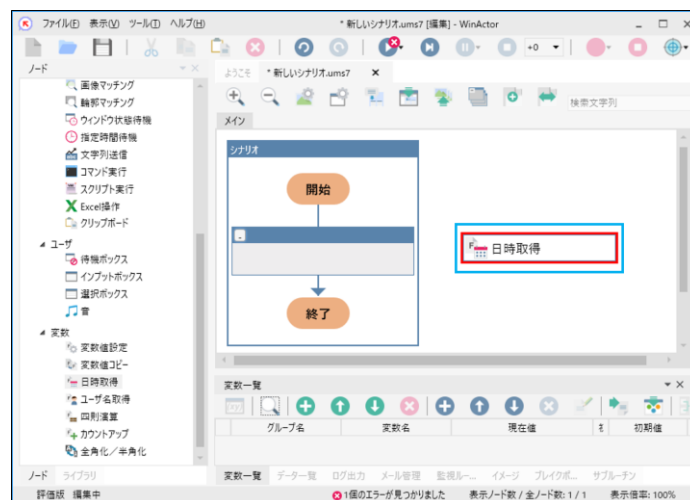 ファイル(F) 表示(V) ツール(T) ヘルプ(H)
* 新しいシナリオ.ums7 [編集] - WinActor
+0
ノード
画像マッチング
輪郭マッチング
ウィンドウ状態待機
指定時間待機
文字列送信
コマンド実行
スクリプト実行
Excel操作
クリップボード
ユーザ
待機ボックス
インプットボックス
選択ボックス
音
変数
変数値設定
変数値コピー
日時取得
ユーザ名取得
四則演算
カウントアップ
全角化/半角化
ノード ライブラリ
ようこそ * 新しいシナリオ.ums7
検索文字列
メイン
シナリオ
開始
終了
日時取得
変数一覧
グループ名 変数名 現在値 初期値
変数一覧 データ一覧 ログ出力 メール管理 監視ルー... イメージ ブレイクポ... サブルーチン
評価版 編集中 1個のエラーが見つかりました 表示ノード数 / 全ノード数: 1 / 1 表示倍率: 100%